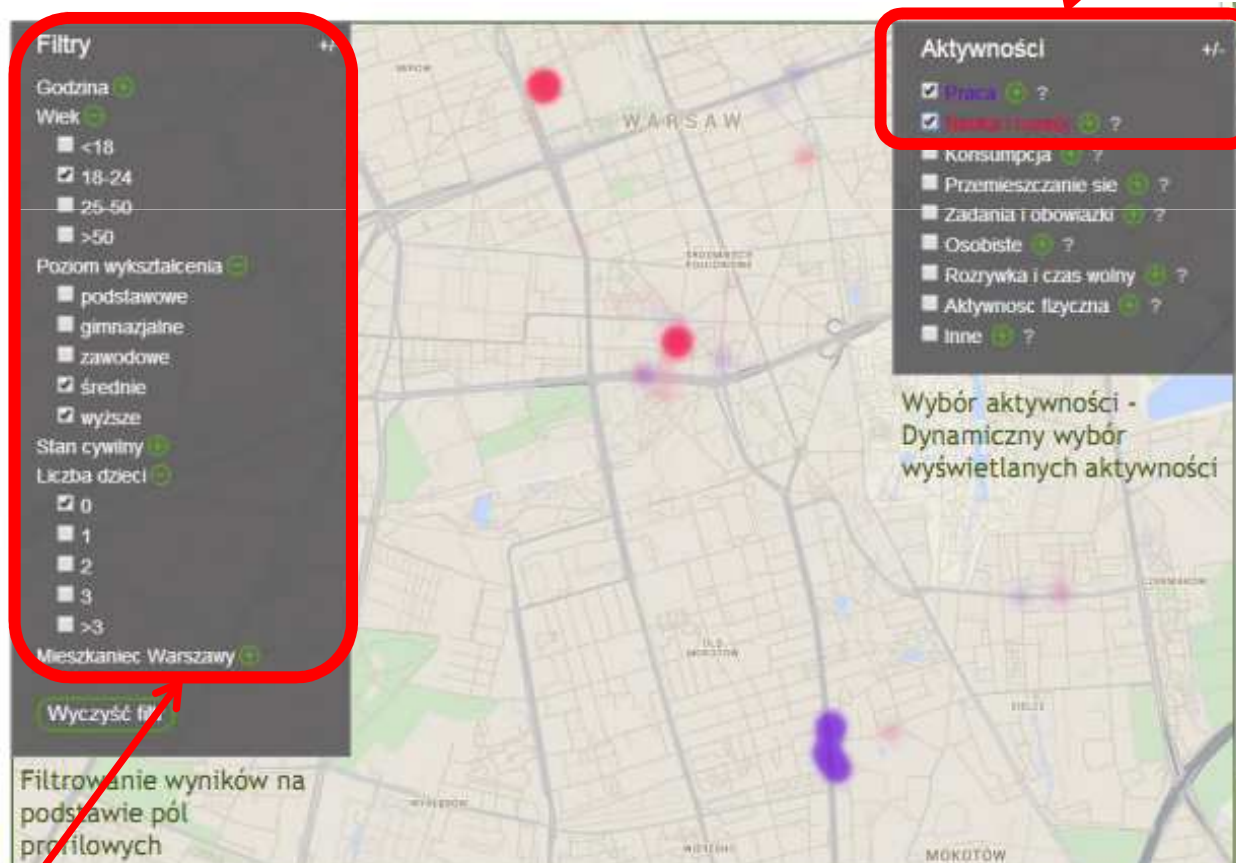 Filtry +/-
Godzina
Wiek
<18
18-24
25-50
>50
Poziom wykształcenia
podstawowe
gimnazjalne
zawodowe
średnie
wyższe
Stan cywilny
Liczba dzieci
0
1
2
3
>3
Mieszkaniec Warszawy
Wyczyść
Filtrowanie wyników na
podstawie pól
profilowych
WARSAW
MOKOTÓW
Aktywności +/-
Praca ?
Nauka i ?
Konsumpcja ?
Przemieszczanie sie ?
Zadania i obowiazki ?
Osobiste ?
Rozrywka i czas wolny ?
Aktywnosc fizyczna ?
Inne ?
Wybór aktywności -
Dynamiczny wybór
wyświetlanych aktywności